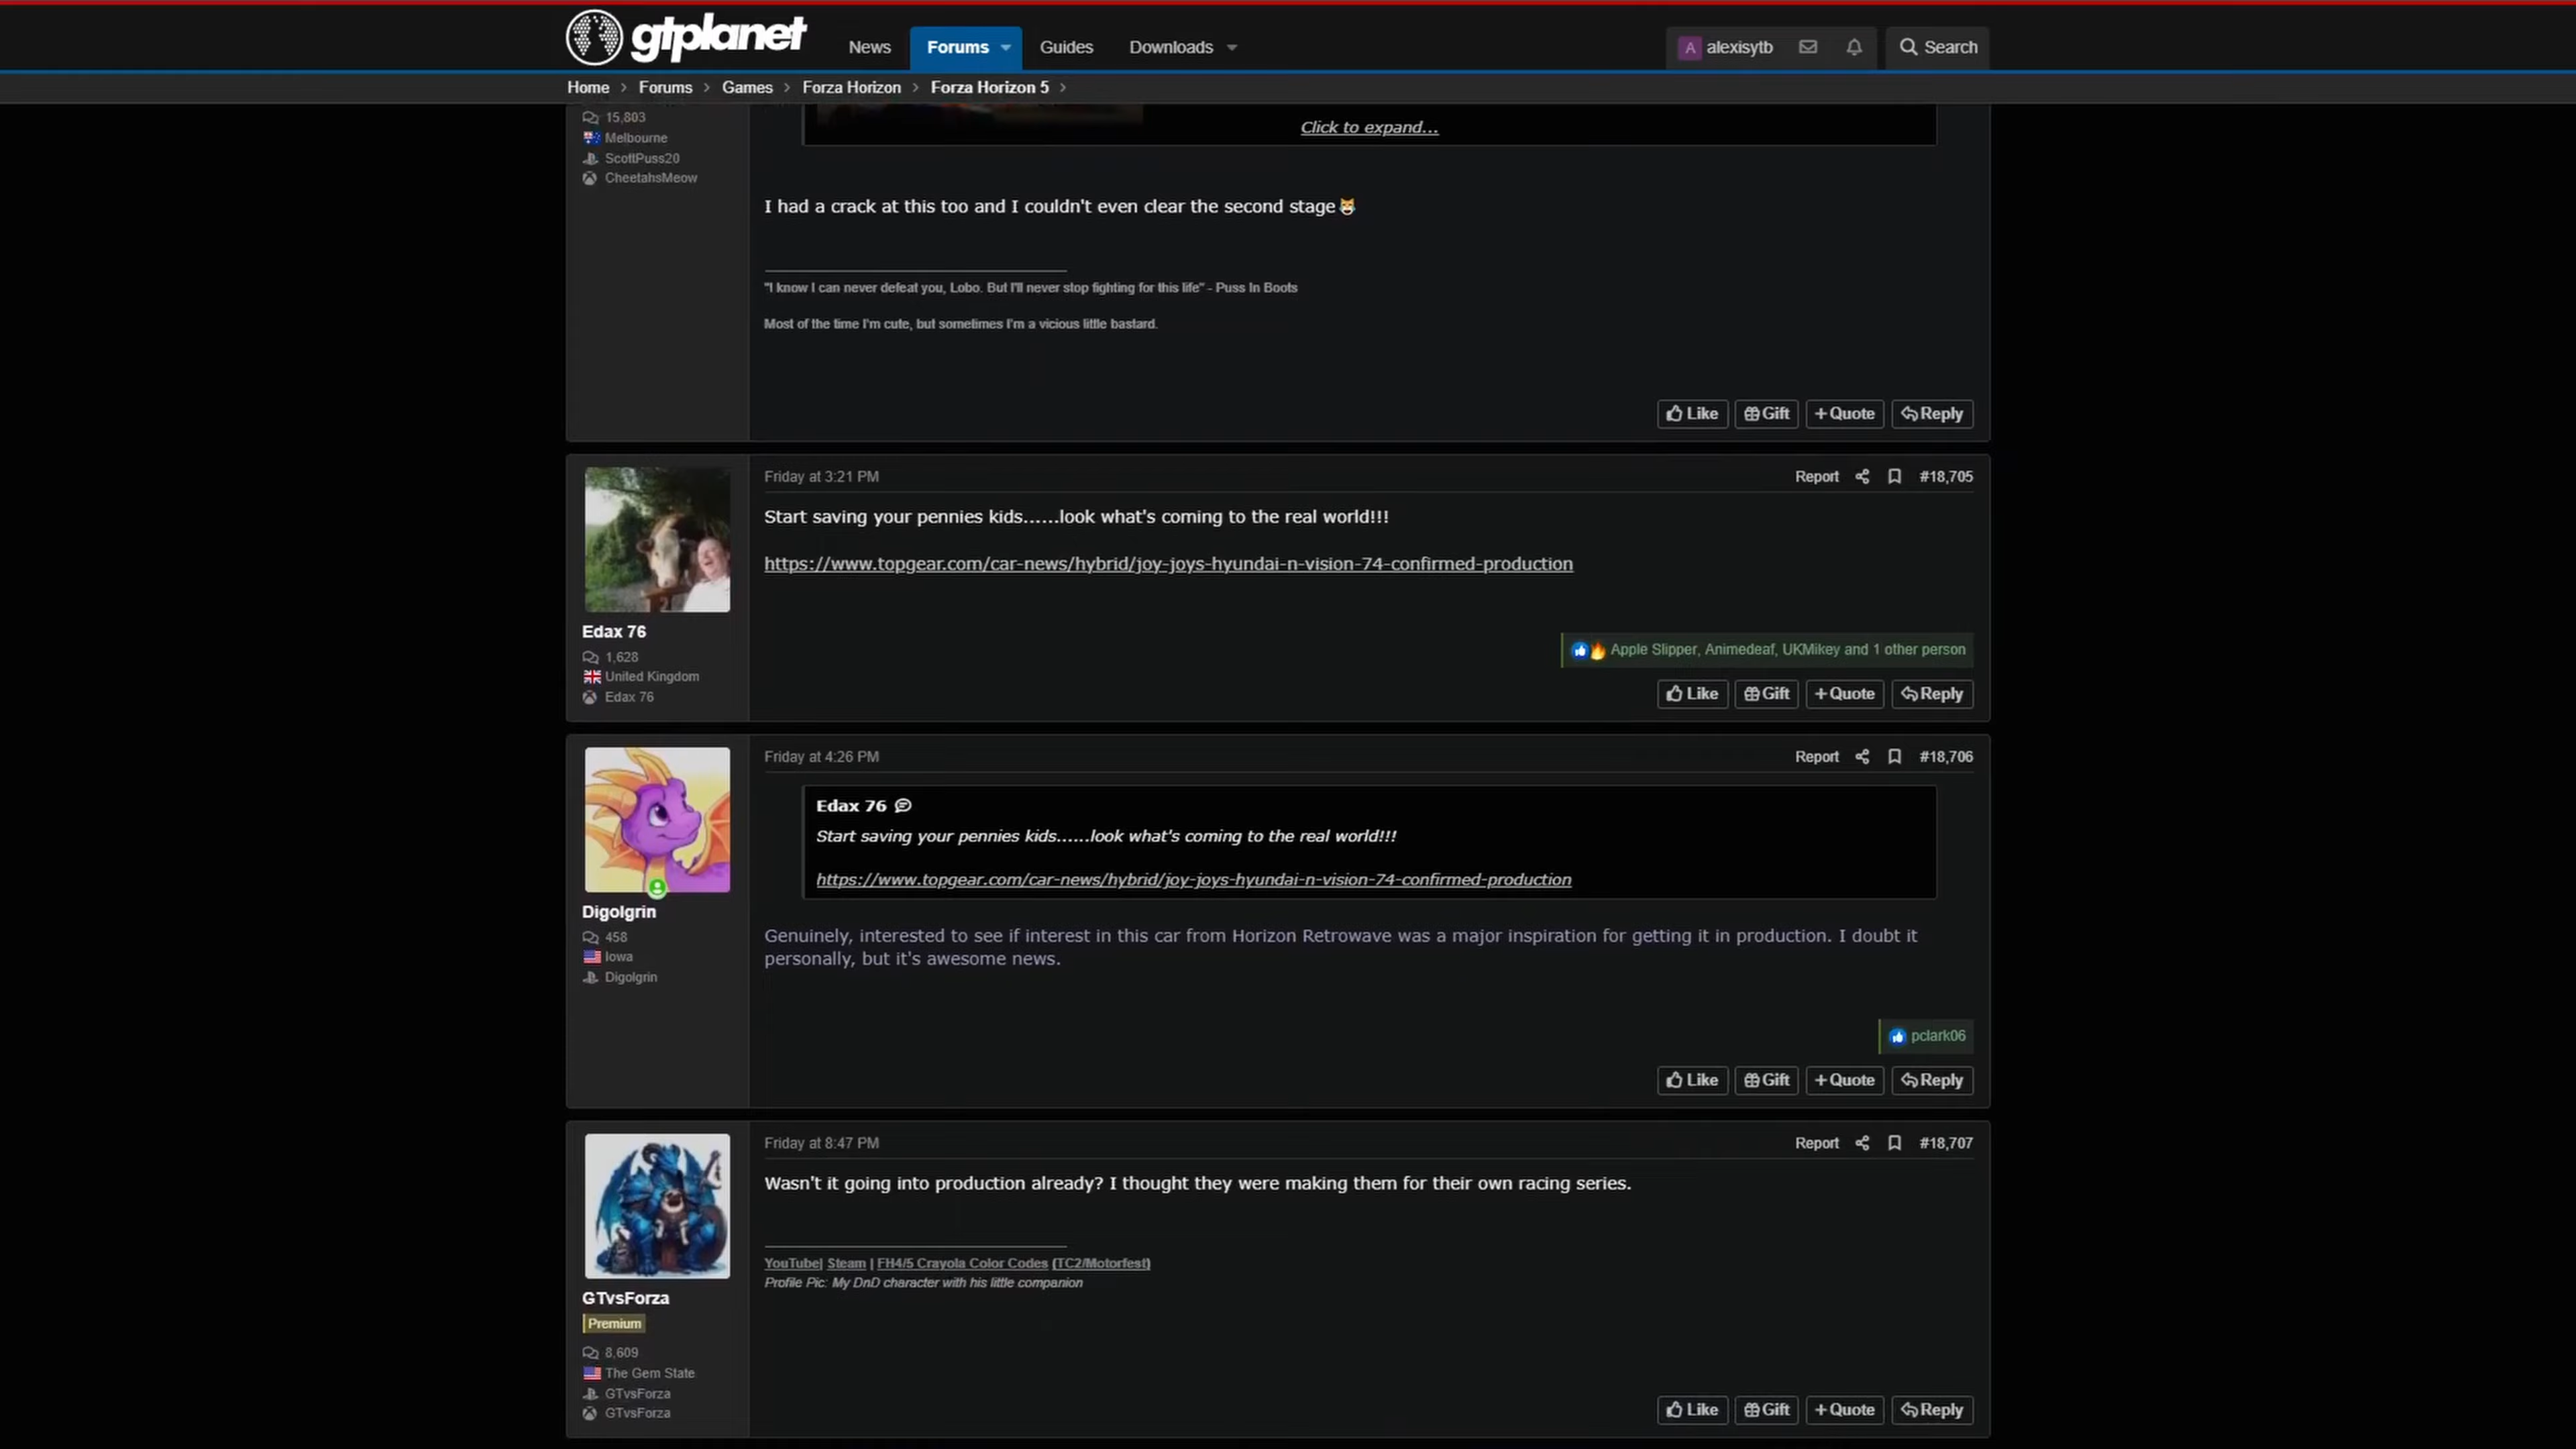 gtplanet
News
Forums
Guides
Downloads
A alexisytb
Search
Home > Forums > Games > Forza Horizon > Forza Horizon 5 >
15,803
Melbourne
ScottPuss20
CheetahsMeow
Click to expand...
I had a crack at this too and I couldn't even clear the second stage
"I know I can never defeat you, Lobo. But I'll never stop fighting for this life" - Puss In Boots
Most of the time I'm cute, but sometimes I'm a vicious little bastard.
Like Gift +Quote Reply
Friday at 3:21 PM
Report #18,705
Start saving your pennies kids......look what's coming to the real world!!!
https://www.topgear.com/car-news/hybrid/joy-joys-hyundai-n-vision-74-confirmed-production
Edax 76
1,628
United Kingdom
Edax 76
Apple Slipper, Animedeaf, UKMikey and 1 other person
Like Gift +Quote Reply
Friday at 4:26 PM
Report #18,706
Edax 76
Start saving your pennies kids......look what's coming to the real world!!!
https://www.topgear.com/car-news/hybrid/joy-joys-hyundai-n-vision-74-confirmed-production
Digolgrin
458
Iowa
Digolgrin
Genuinely, interested to see if interest in this car from Horizon Retrowave was a major inspiration for getting it in production. I doubt it
personally, but it's awesome news.
pclark06
Like Gift +Quote Reply
Friday at 8:47 PM
Report #18,707
Wasn't it going into production already? I thought they were making them for their own racing series.
YouTube| Steam | FH4/5 Crayola Color Codes (TC2/Motorfest)
Profile Pic: My DnD character with his little companion
GTvsForza
Premium
8,609
The Gem State
GTvsForza
GTvsForza
Like Gift +Quote Reply